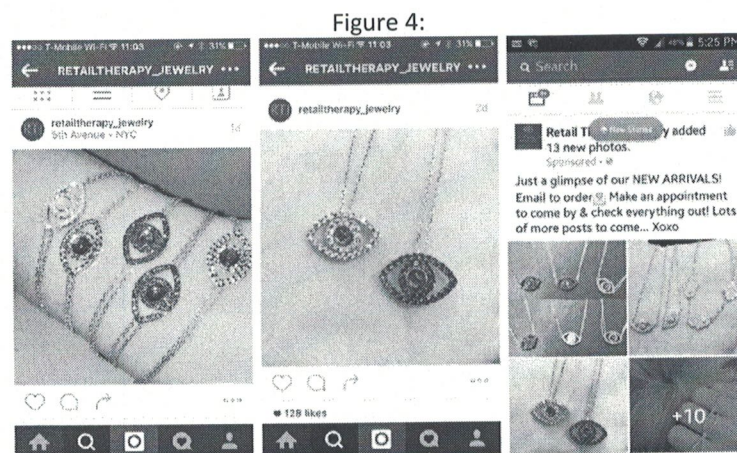 Figure 4:
T-Mobile Wi-Fi 11:03 31%
RETAILTHERAPY_JEWELRY
retailtherapy_jewelry 1d
5th Avenue - NYC
T-Mobile Wi-Fi 11:03 31%
RETAILTHERAPY_JEWELRY
retailtherapy_jewelry 2d
128 likes
48% 5:25 PM
Search
New Stories
Retail added
13 new photos.
Sponsored
Just a glimpse of our NEW ARRIVALS!
Email to order Make an appointment
to come by & check everything out! Lots
of more posts to come... Xoxo
+10